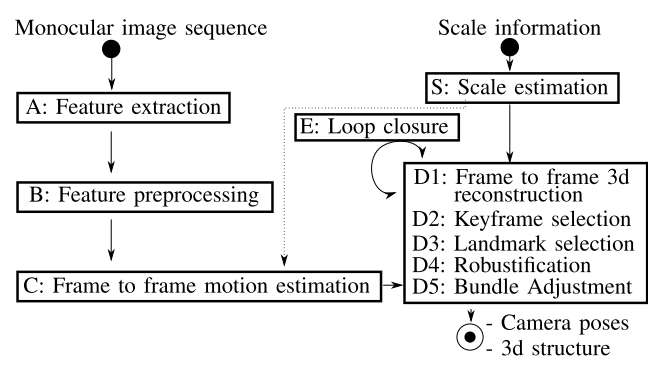 Monocular image sequence
Scale information
S: Scale estimation
A: Feature extraction
E: Loop closure
D1: Frame to frame 3d
reconstruction
B: Feature preprocessing
D2: Keyframe selection
D3: Landmark selection
D4: Robustification
C: Frame to frame motion estimation
D5: Bundle Adjustment
- Camera poses
- 3d structure